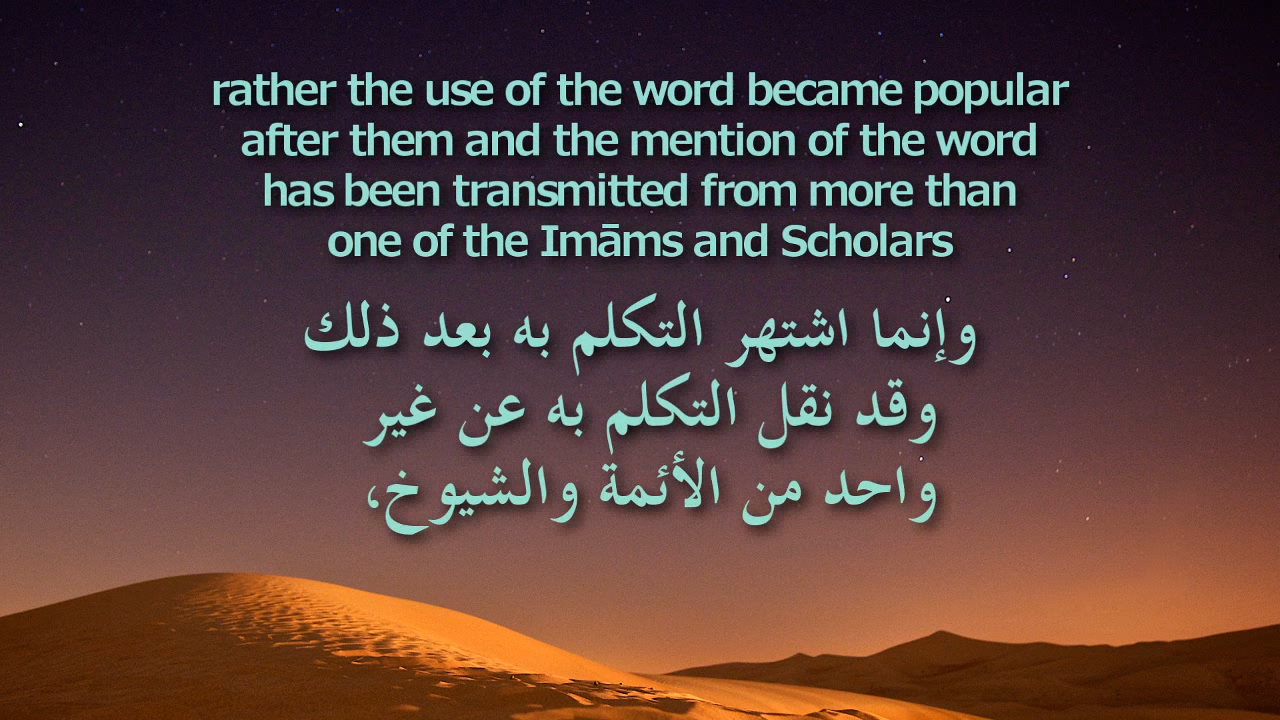 rather the use of the word became popular
after them and the mention of the word
has been transmitted from more than
one of the Imāms and Scholars
وإنما اشتهر التكلم به بعد ذلك
وقد نقل التكلم به عن غير
واحد من الأئمة والشيوخ،